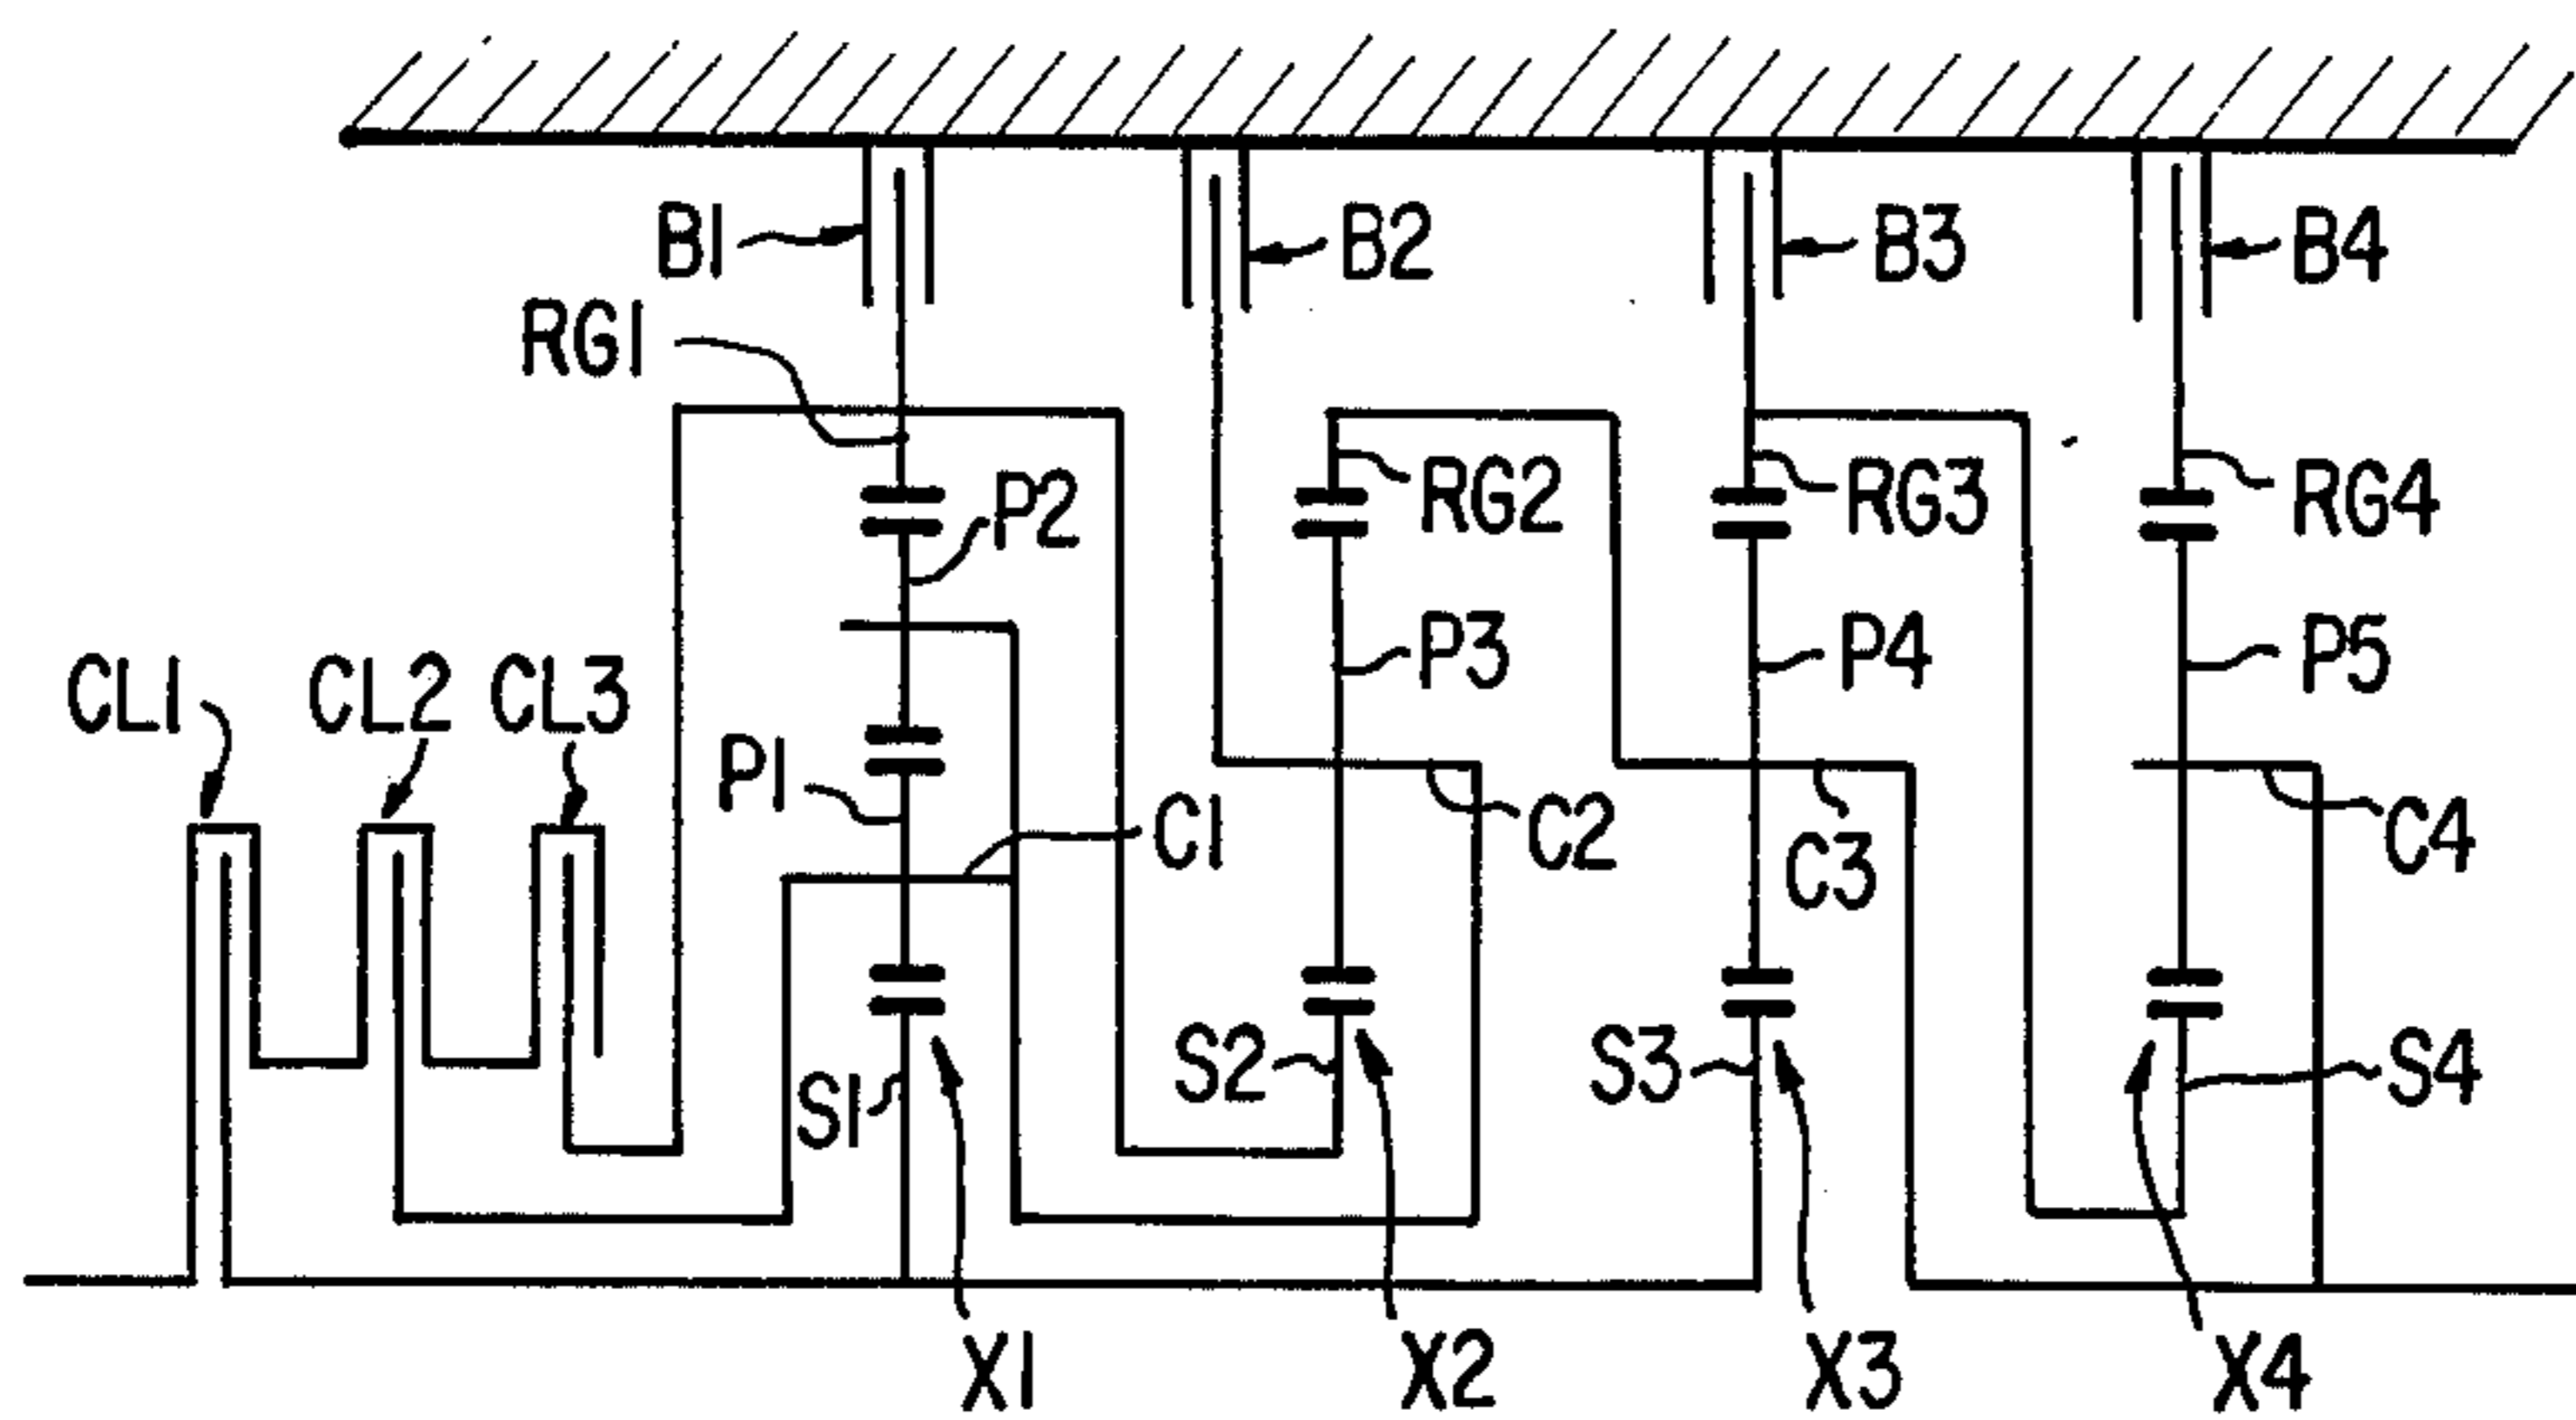 B1
B2
B3
B4
RG1
P2
RG2
RG3
RG4
P3
P4
P5
CL1
CL2
CL3
P1
C1
C2
C3
C4
S1
S2
S3
S4
X1
X2
X3
X4